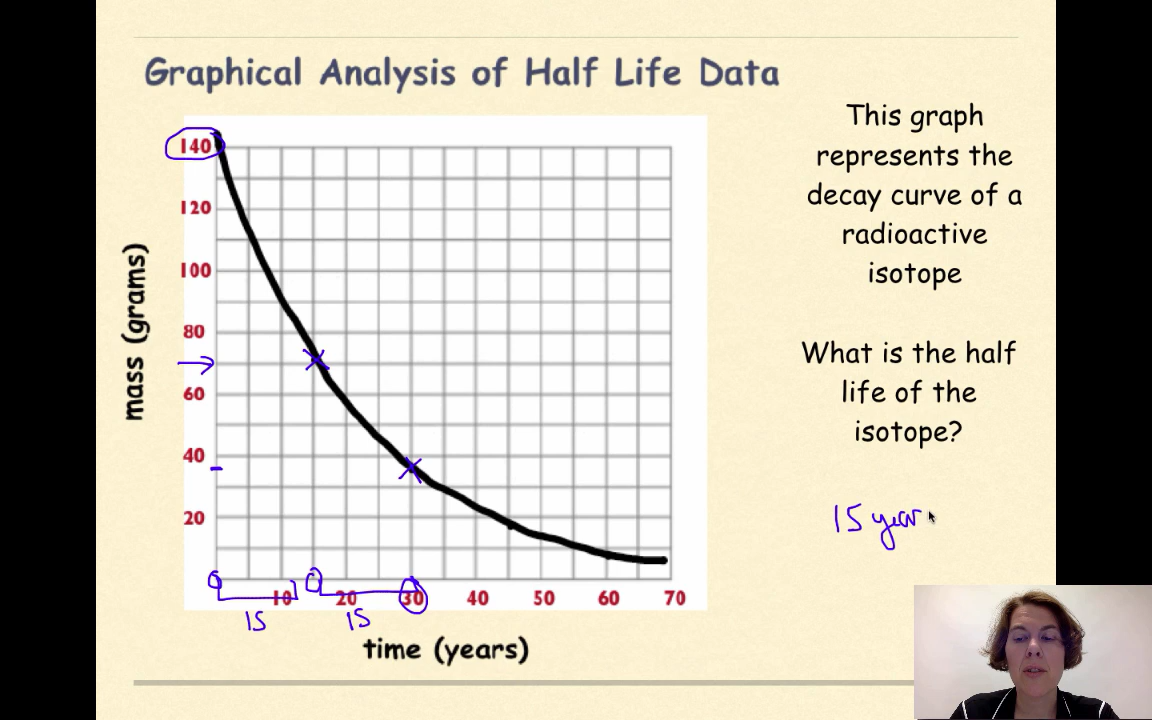 Graphical Analysis of Half Life Data
This graph
represents the
decay curve of a
radioactive
isotope
What is the half
life of the
isotope?
15 year
mass (grams)
140
120
100
80
60
40
20
10 20 30 40 50 60 70
15 15
time (years)